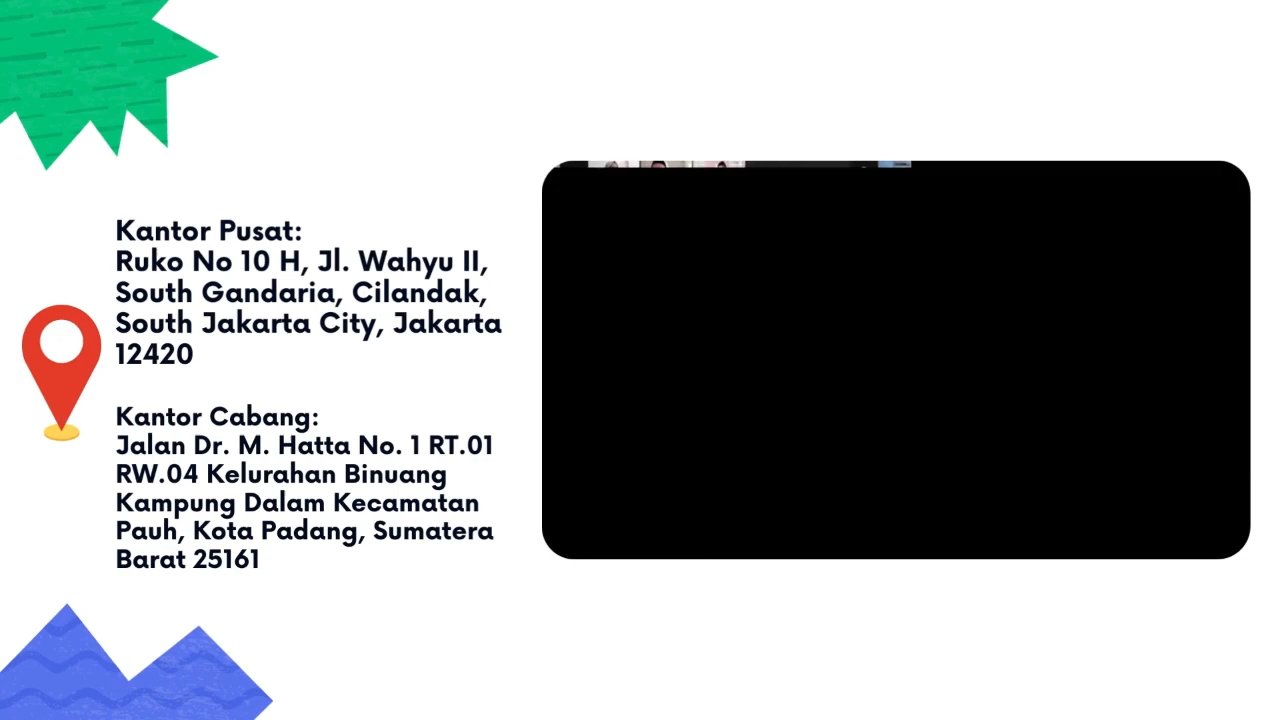 Kantor Pusat:
Ruko No 10 H, Jl. Wahyu II,
South Gandaria, Cilandak,
South Jakarta City, Jakarta
12420
Kantor Cabang:
Jalan Dr. M. Hatta No. 1 RT.01
RW.04 Kelurahan Binuang
Kampung Dalam Kecamatan
Pauh, Kota Padang, Sumatera
Barat 25161